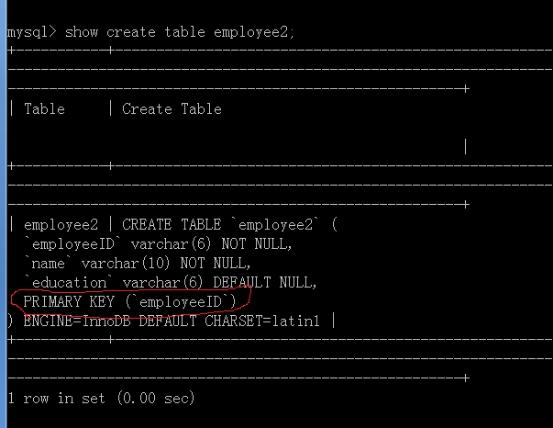 mysql> show create table employee2;
| Table | Create Table
|
| employee2 | CREATE TABLE `employee2` (
`employeeID` varchar(6) NOT NULL,
`name` varchar(10) NOT NULL,
`education` varchar(6) DEFAULT NULL,
PRIMARY KEY (`employeeID`)
) ENGINE=InnoDB DEFAULT CHARSET=latin1 |
1 row in set (0.00 sec)